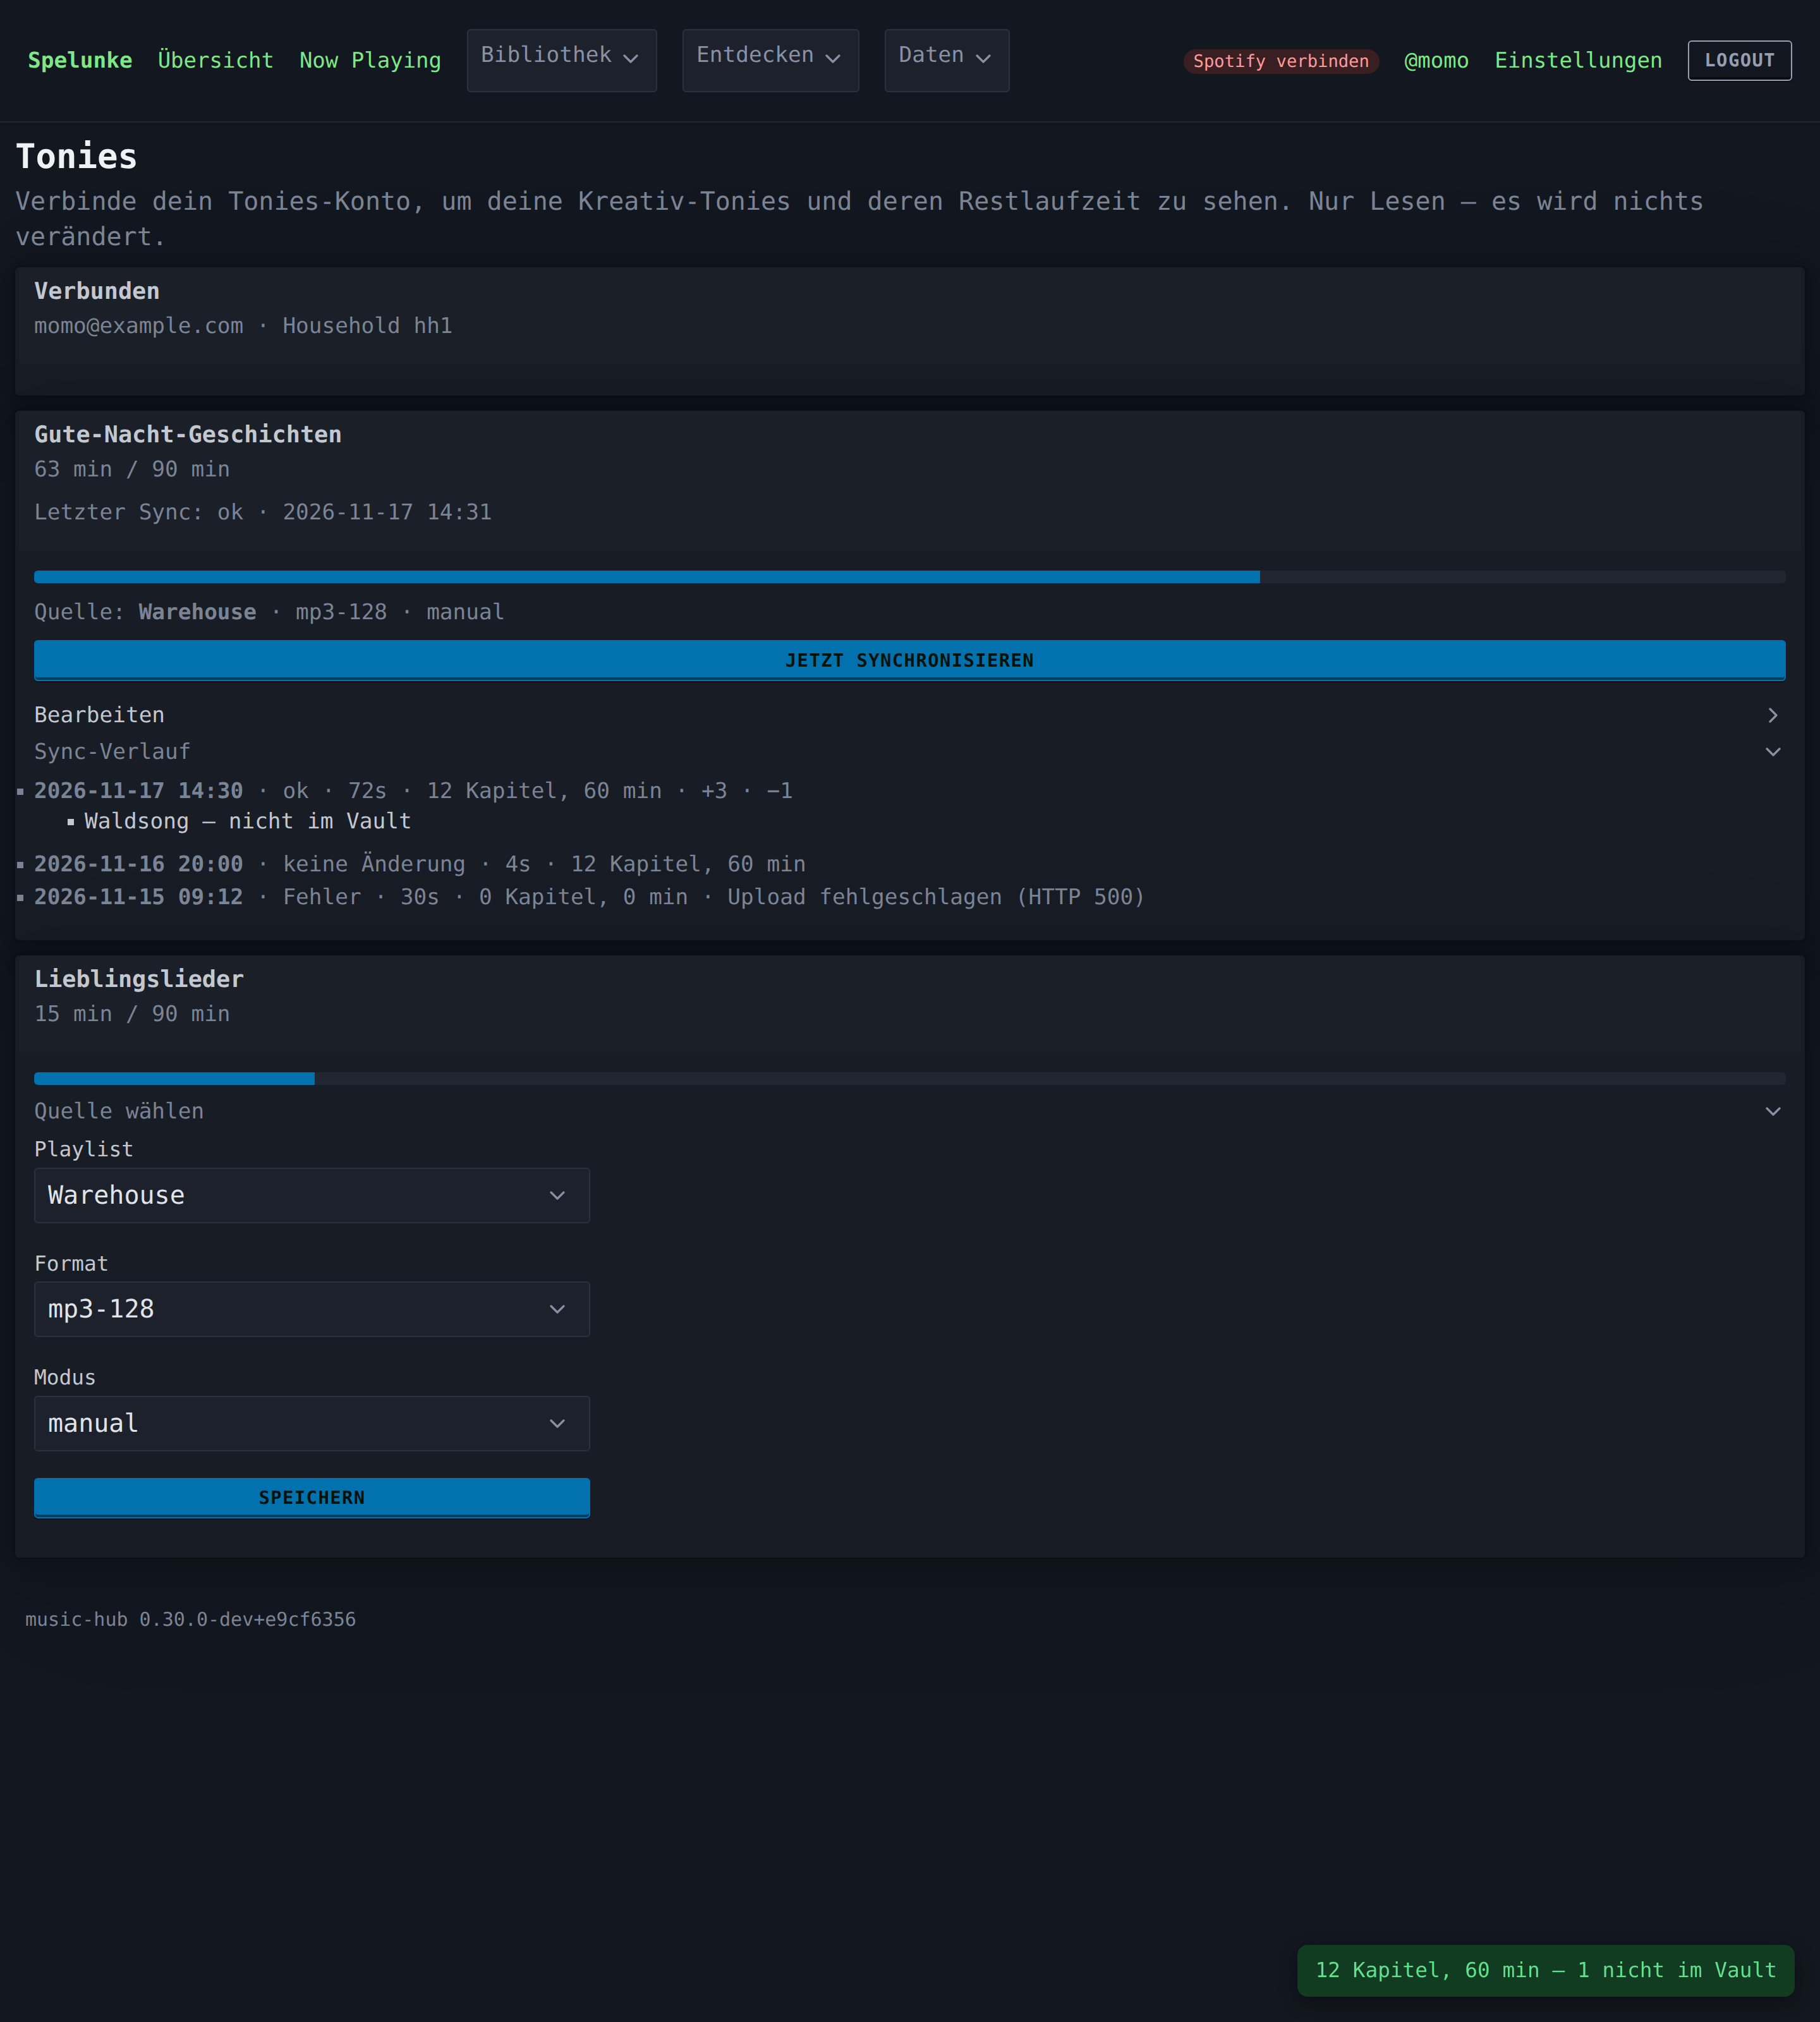 Spelunke Übersicht Now Playing Bibliothek Entdecken Daten Spotify verbinden @momo Einstellungen LOGOUT
Tonies
Verbinde dein Tonies-Konto, um deine Kreativ-Tonies und deren Restlaufzeit zu sehen. Nur Lesen — es wird nichts
verändert.
Verbunden
momo@example.com · Household hh1
Gute-Nacht-Geschichten
63 min / 90 min
Letzter Sync: ok · 2026-11-17 14:31
Quelle: Warehouse · mp3-128 · manual
JETZT SYNCHRONISIEREN
Bearbeiten
Sync-Verlauf
2026-11-17 14:30 · ok · 72s · 12 Kapitel, 60 min · +3 · −1
Waldsong — nicht im Vault
2026-11-16 20:00 · keine Änderung · 4s · 12 Kapitel, 60 min
2026-11-15 09:12 · Fehler · 30s · 0 Kapitel, 0 min · Upload fehlgeschlagen (HTTP 500)
Lieblingslieder
15 min / 90 min
Quelle wählen
Playlist
Warehouse
Format
mp3-128
Modus
manual
SPEICHERN
music-hub 0.30.0-dev+e9cf6356
12 Kapitel, 60 min — 1 nicht im Vault